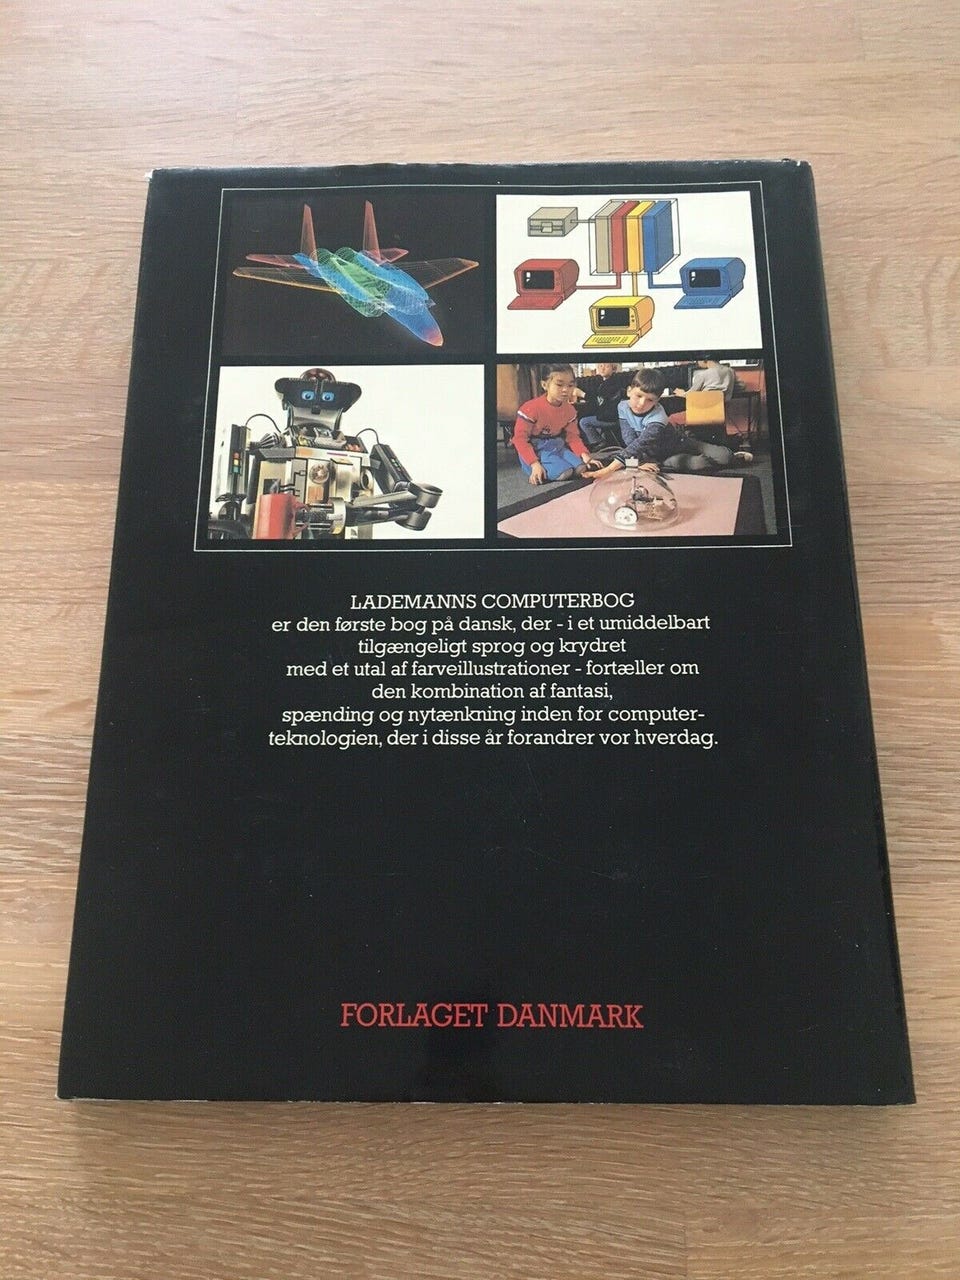 LADEMANNS COMPUTERBOG
er den første bog på dansk, der - i et umiddelbart
tilgængeligt sprog og krydret
med et utal af farveillustrationer - fortæller om
den kombination af fantasi,
spænding og nytænkning inden for computer-
teknologien, der i disse år forandrer vor hverdag.
FORLAGET DANMARK